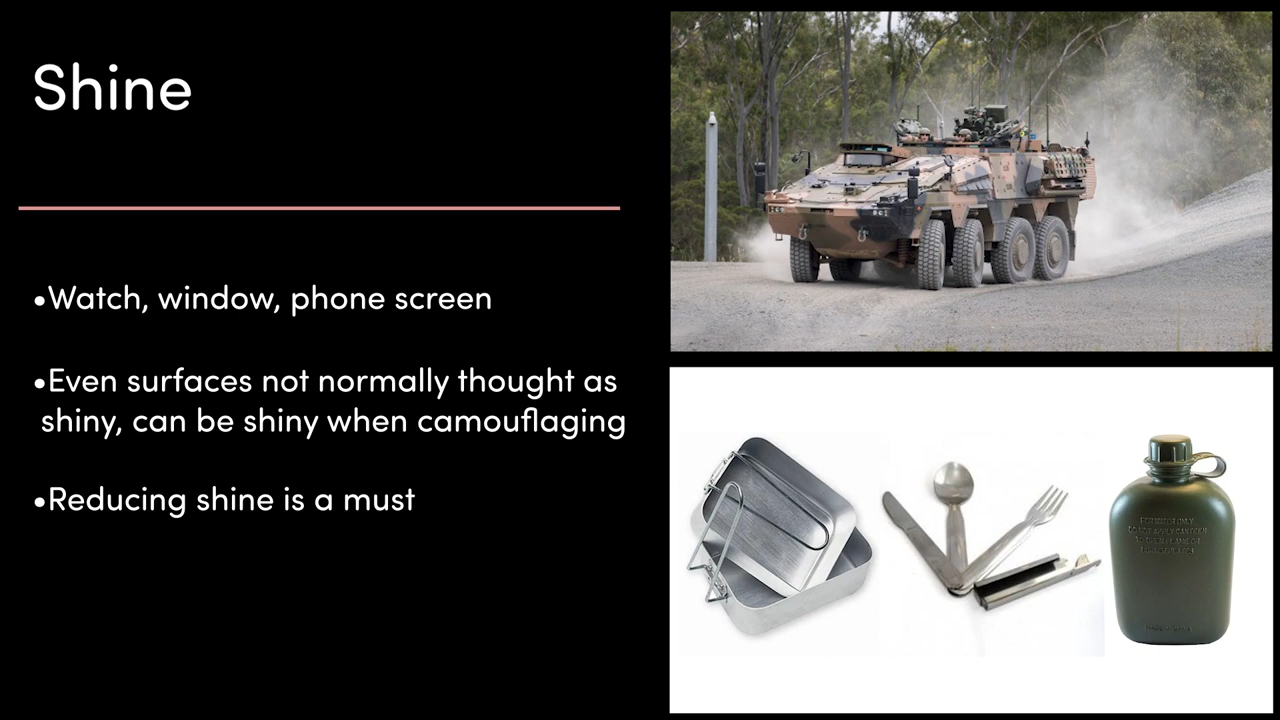 Shine
•Watch, window, phone screen
•Even surfaces not normally thought as
shiny, can be shiny when camouflaging
•Reducing shine is a must